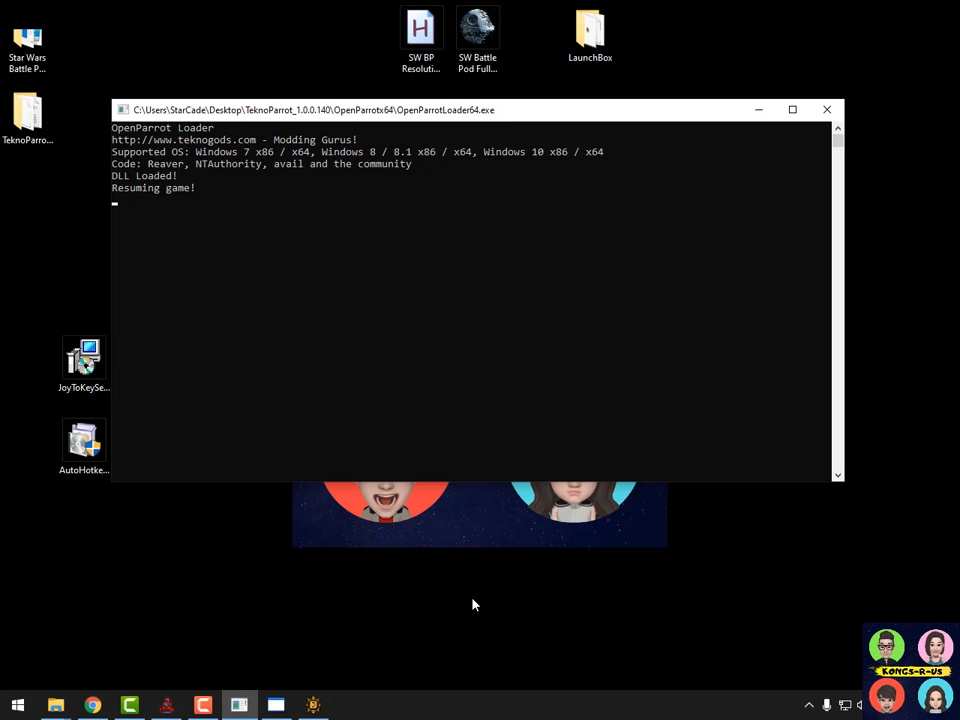 Star Wars
Battle P...
SW BP
Resoluti...
SW Battle
Pod Full...
LaunchBox
TeknoParro...
C:\Users\StarCade\Desktop\TeknoParrot_1.0.0.140\OpenParrotx64\OpenParrotLoader64.exe
OpenParrot Loader
http://www.teknogods.com - Modding Gurus!
Supported OS: Windows 7 x86 / x64, Windows 8 / 8.1 x86 / x64, Windows 10 x86 / x64
Code: Reaver, NTAuthority, avail and the community
DLL Loaded!
Resuming game!
JoyToKeySe...
AutoHotke...
KONGS-R-US